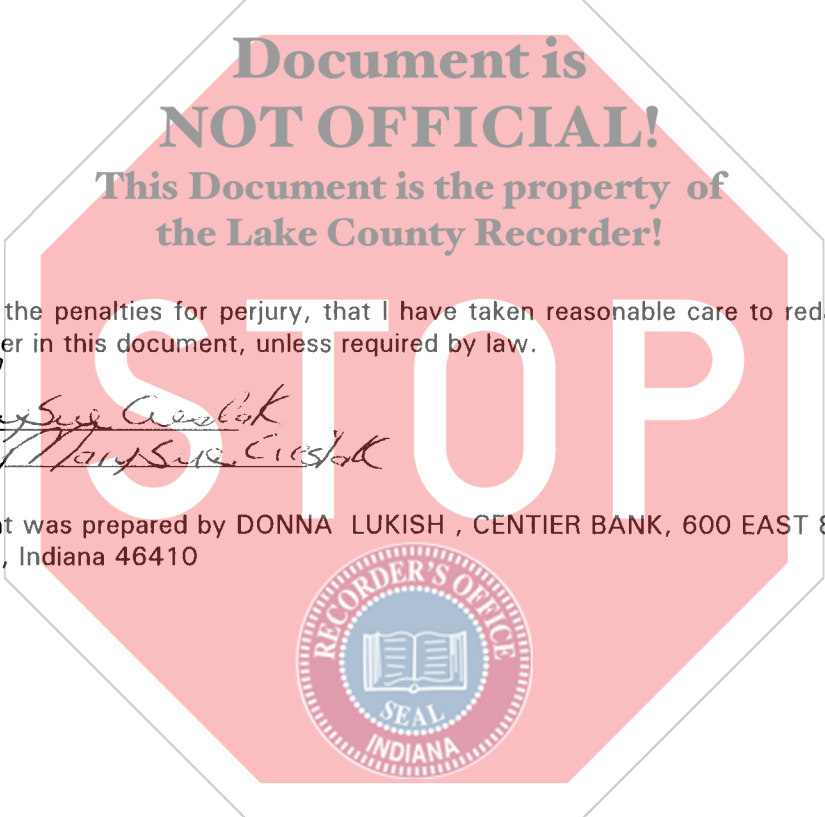 Document is
NOT OFFICIAL!
This Document is the property of
the Lake County Recorder!
the penalties for perjury, that I have taken reasonable care to red
er in this document, unless required by law.
Sue Cieslak
Mary Sue Cieslak
t was prepared by DONNA LUKISH , CENTIER BANK, 600 EAST 8
, Indiana 46410
STOP
RECORDER'S OFFICE
SEAL
INDIANA